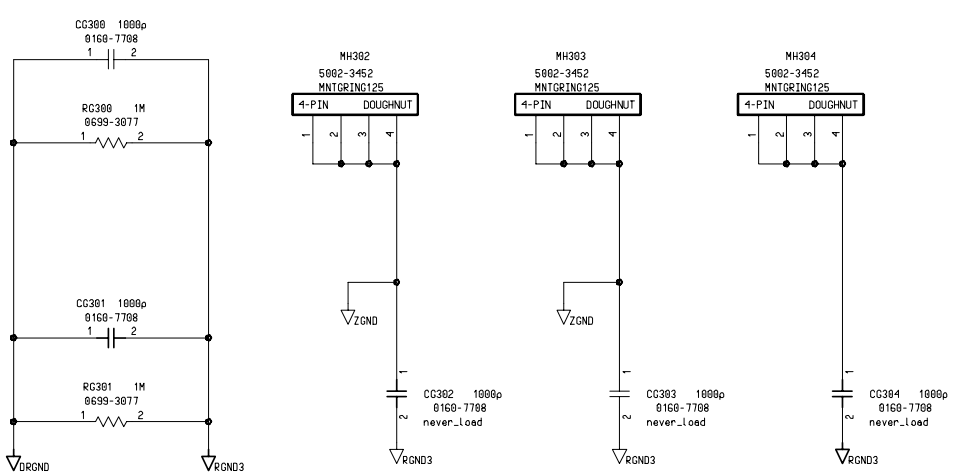 CG300 1000p
0160-7708
1 2
RG300 1M
0699-3077
1 2
CG301 1000p
0160-7708
1 2
RG301 1M
0699-3077
1 2
DRGND
RGND3
MH302
5002-3452
MNTGRING125
4-PIN DOUGHNUT
1 2 3 4
ZGND
1
CG302 1000p
0160-7708
2
never_load
RGND3
MH303
5002-3452
MNTGRING125
4-PIN DOUGHNUT
1 2 3 4
ZGND
1
CG303 1000p
0160-7708
2
never_load
RGND3
MH304
5002-3452
MNTGRING125
4-PIN DOUGHNUT
1 2 3 4
1
CG304 1000p
0160-7708
2
never_load
RGND3